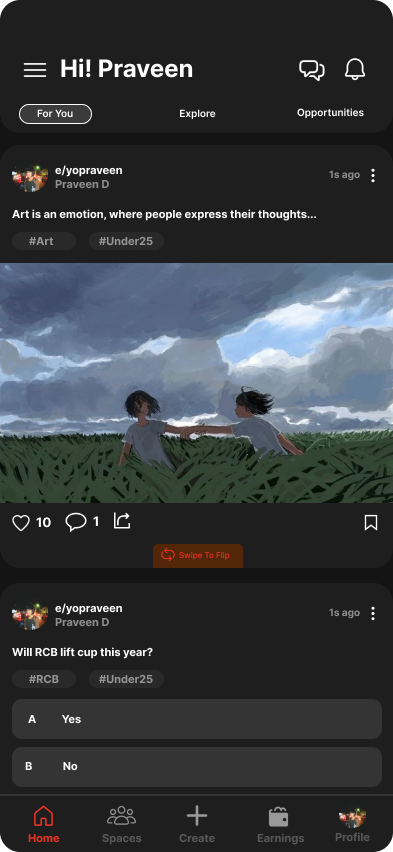 Hi! Praveen
For You
Explore
Opportunities
e/yopraveen
Praveen D
1s ago
Art is an emotion, where people express their thoughts...
#Art
#Under25
10
1
Swipe To Flip
e/yopraveen
Praveen D
1s ago
Will RCB lift cup this year?
#RCB
#Under25
A Yes
B No
Home
Spaces
Create
Earnings
Profile